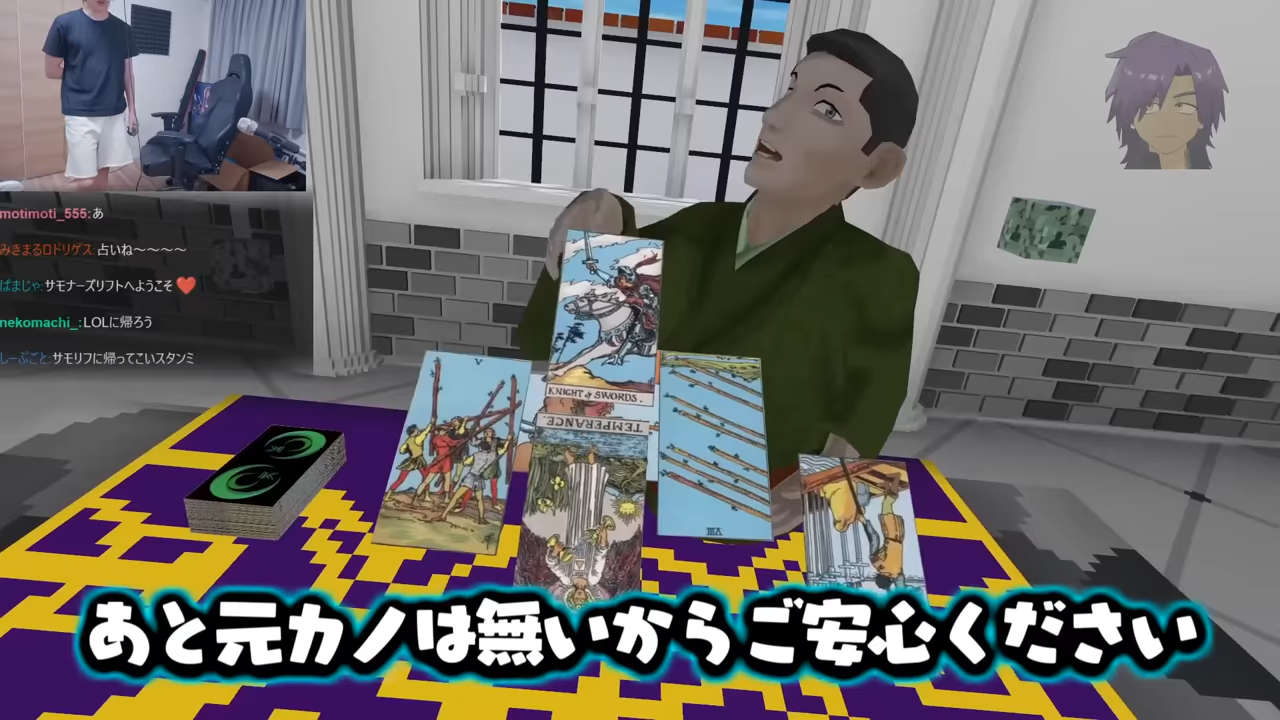 motimoti_555:あ
みきまるロドリゲス:占いね～～～～
ぱまじゃ:サモナーズリフトへようこそ❤️
nekomachi_:LOLに帰ろう
しーぷごと:サモリフに帰ってこいスタンミ
KNIGHT of SWORDS.
TEMPERANCE
V
VIII
あと元カノは無いからご安心ください